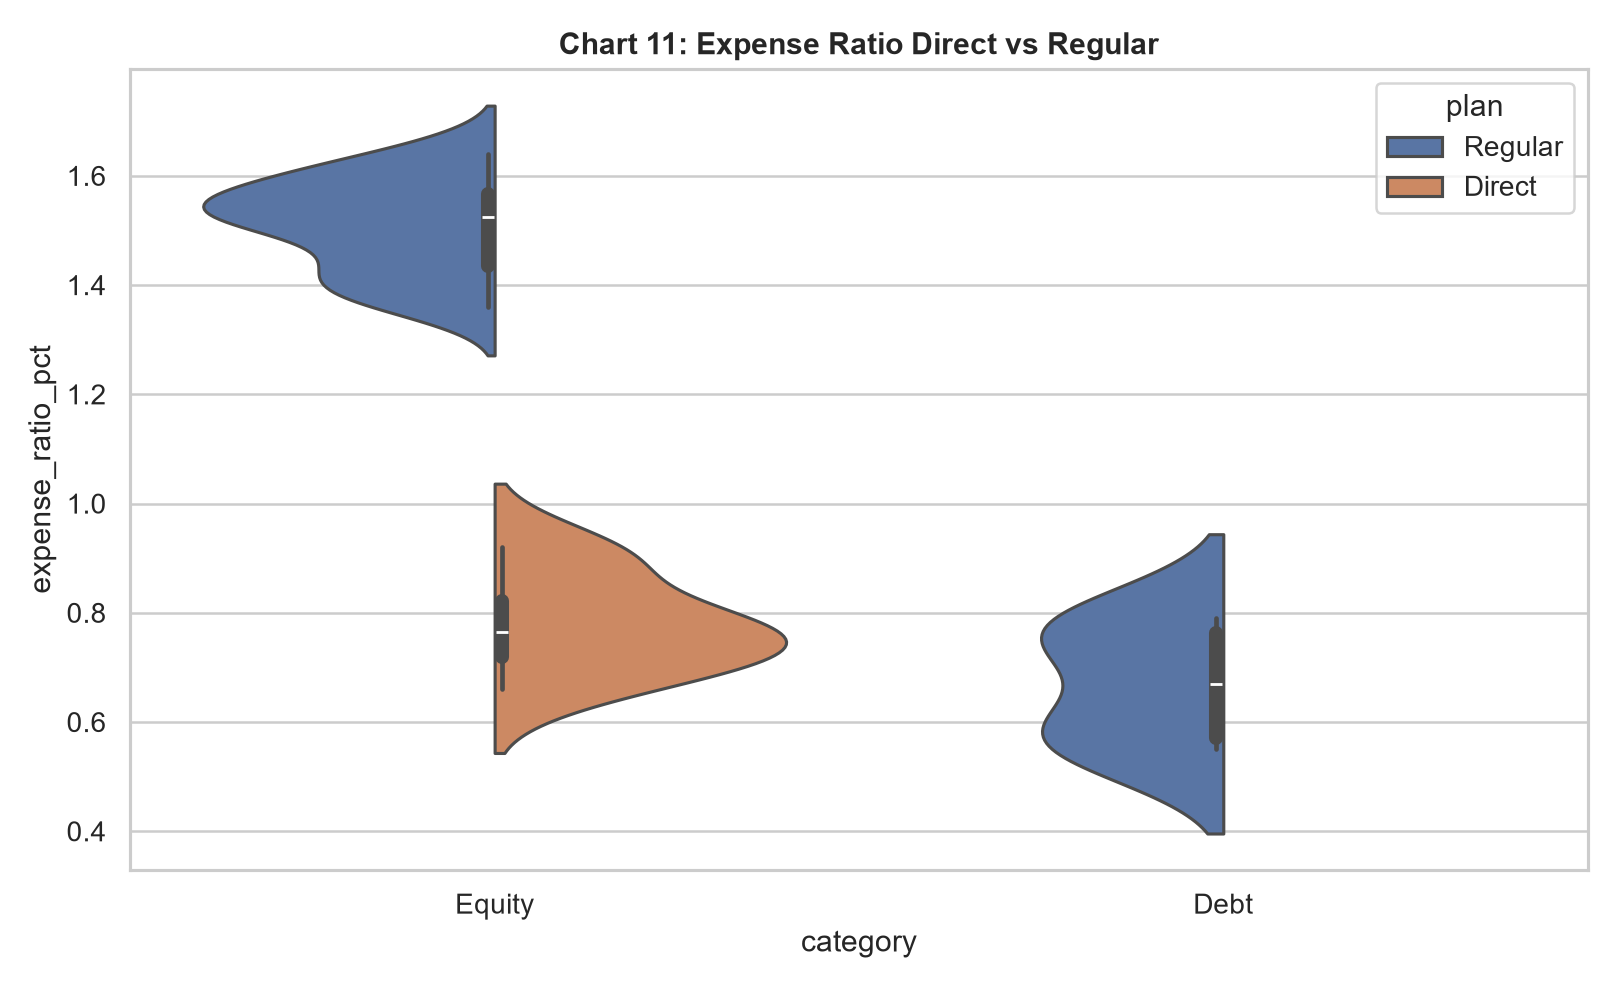 Chart 11: Expense Ratio Direct vs Regular
plan
Regular
Direct
expense_ratio_pct
1.6
1.4
1.2
1.0
0.8
0.6
0.4
Equity
Debt
category